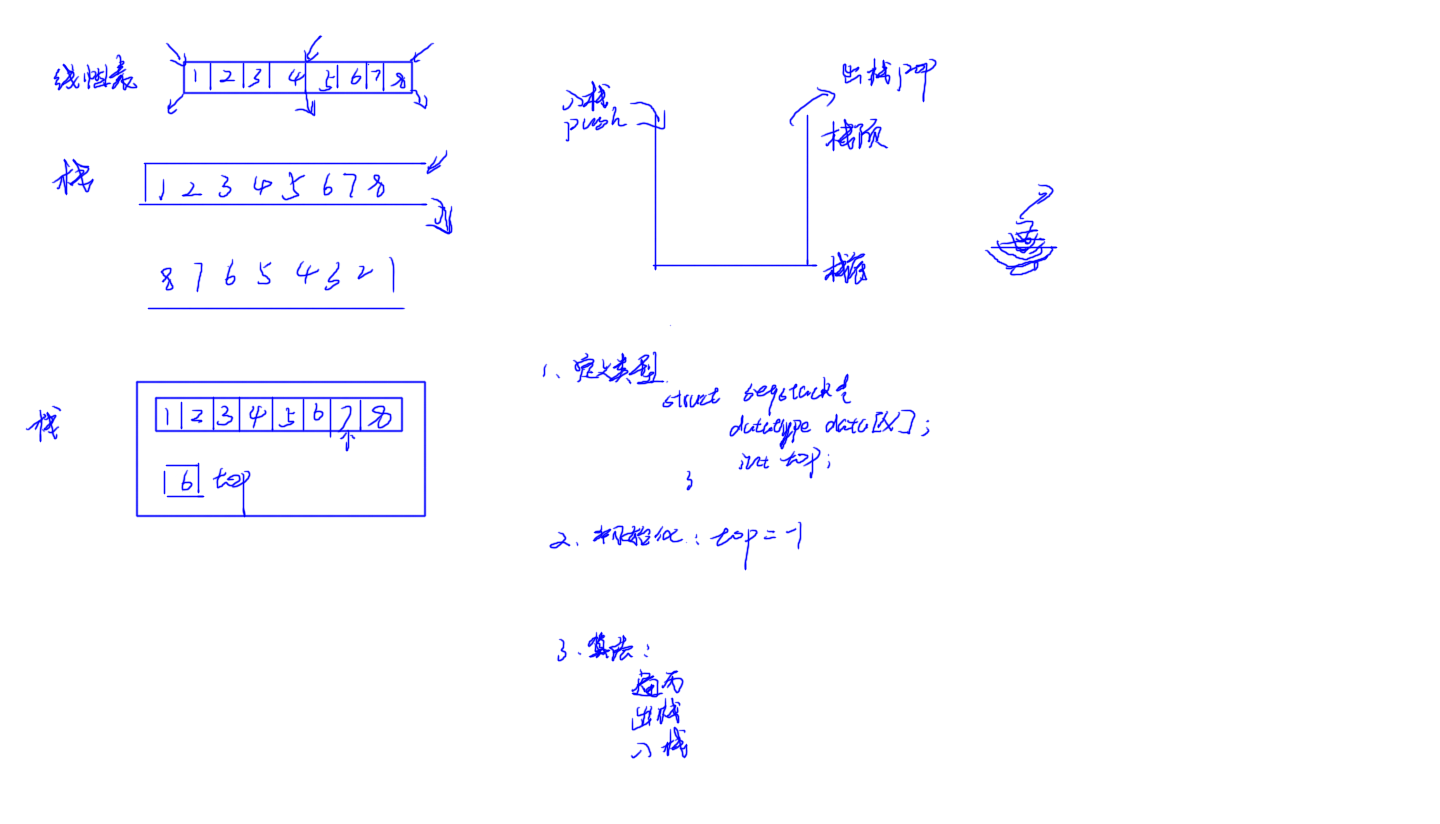 线性表 1 2 3 4 5 6 7 8
栈 1 2 3 4 5 6 7 8
8 7 6 5 4 3 2 1
栈 1 2 3 4 5 6 7 8
6 top
入栈
push
出栈 pop
栈顶
栈底
1、定义类型
struct seqstack {
datatype data[N];
int top;
}
2、初始化: top = -1
3、算法:
遍历
出栈
入栈